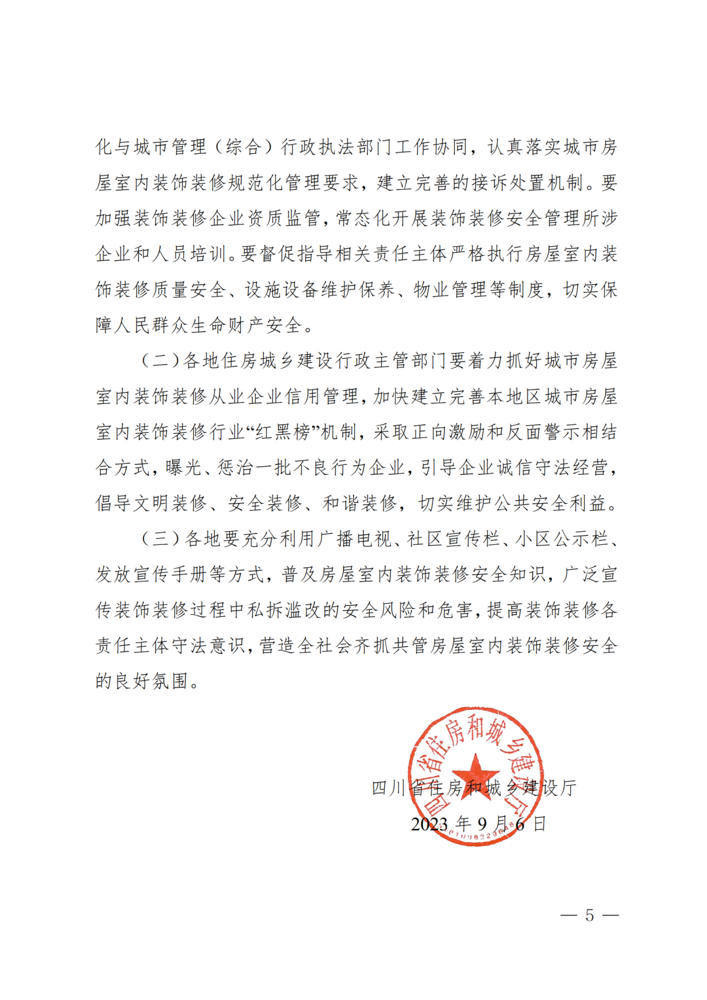 化与城市管理（综合）行政执法部门工作协同，认真落实城市房
屋室内装饰装修规范化管理要求，建立完善的接诉处置机制。要
加强装饰装修企业资质监管，常态化开展装饰装修安全管理所涉
企业和人员培训。要督促指导相关责任主体严格执行房屋室内装
饰装修质量安全、设施设备维护保养、物业管理等制度，切实保
障人民群众生命财产安全。
（二）各地住房城乡建设行政主管部门要着力抓好城市房屋
室内装饰装修从业企业信用管理，加快建立完善本地区城市房屋
室内装饰装修行业“红黑榜”机制，采取正向激励和反面警示相结
合方式，曝光、惩治一批不良行为企业，引导企业诚信守法经营，
倡导文明装修、安全装修、和谐装修，切实维护公共安全利益。
（三）各地要充分利用广播电视、社区宣传栏、小区公示栏、
发放宣传手册等方式，普及房屋室内装饰装修安全知识，广泛宣
传装饰装修过程中私拆滥改的安全风险和危害，提高装饰装修各
责任主体守法意识，营造全社会齐抓共管房屋室内装饰装修安全
的良好氛围。
四川省住房和城乡建设厅
四川省住房和城乡建设厅
2023 年 9 月 6 日
— 5 —